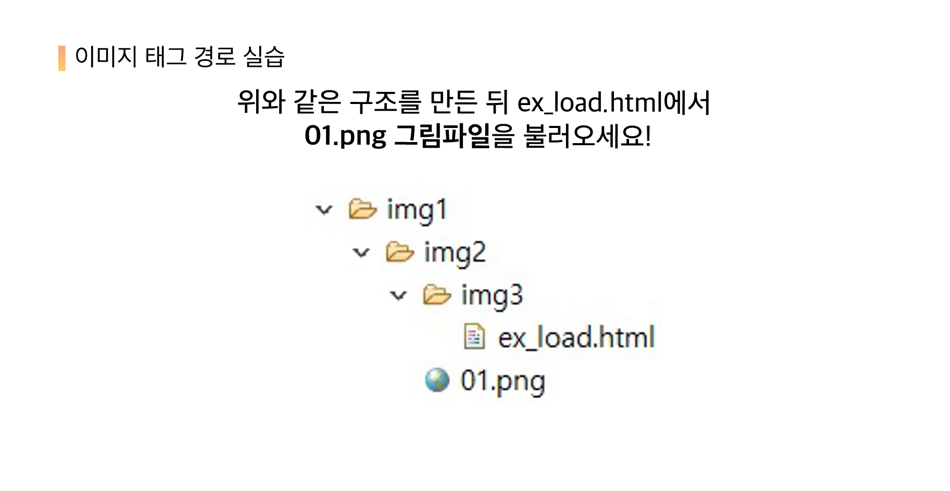 이미지 태그 경로 실습
위와 같은 구조를 만든 뒤 ex_load.html에서
01.png 그림파일을 불러오세요!
img1
img2
img3
ex_load.html
01.png